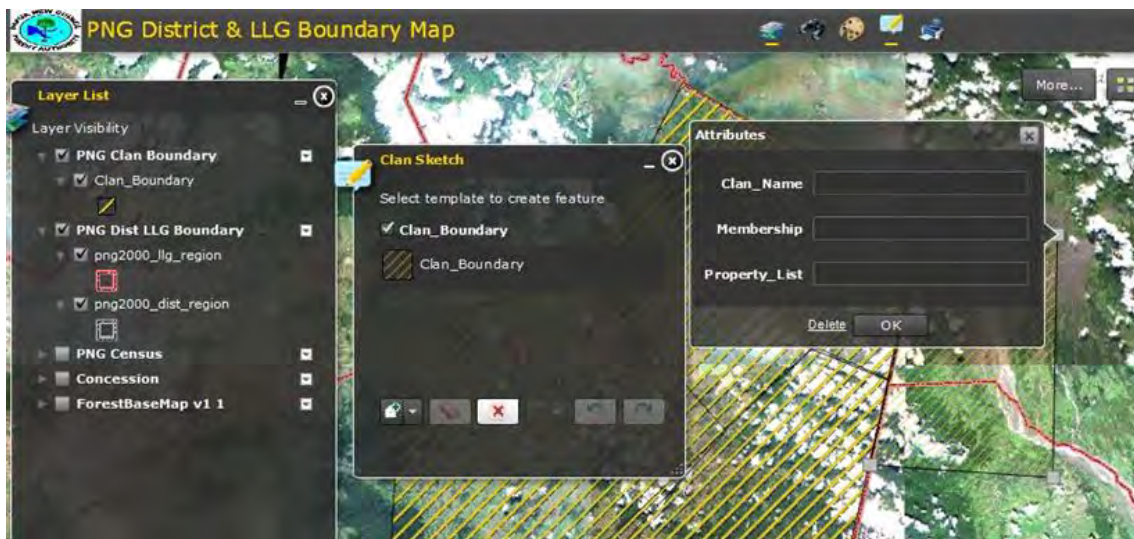 PNG District & LLG Boundary Map
More...
Layer List
Layer Visibility
PNG Clan Boundary
Clan_Boundary
PNG Dist LLG Boundary
png2000_llg_region
png2000_dist_region
PNG Census
Concession
ForestBaseMap v1 1
Clan Sketch
Select template to create feature
Clan_Boundary
Clan_Boundary
Attributes
Clan_Name
Membership
Property_List
Delete OK